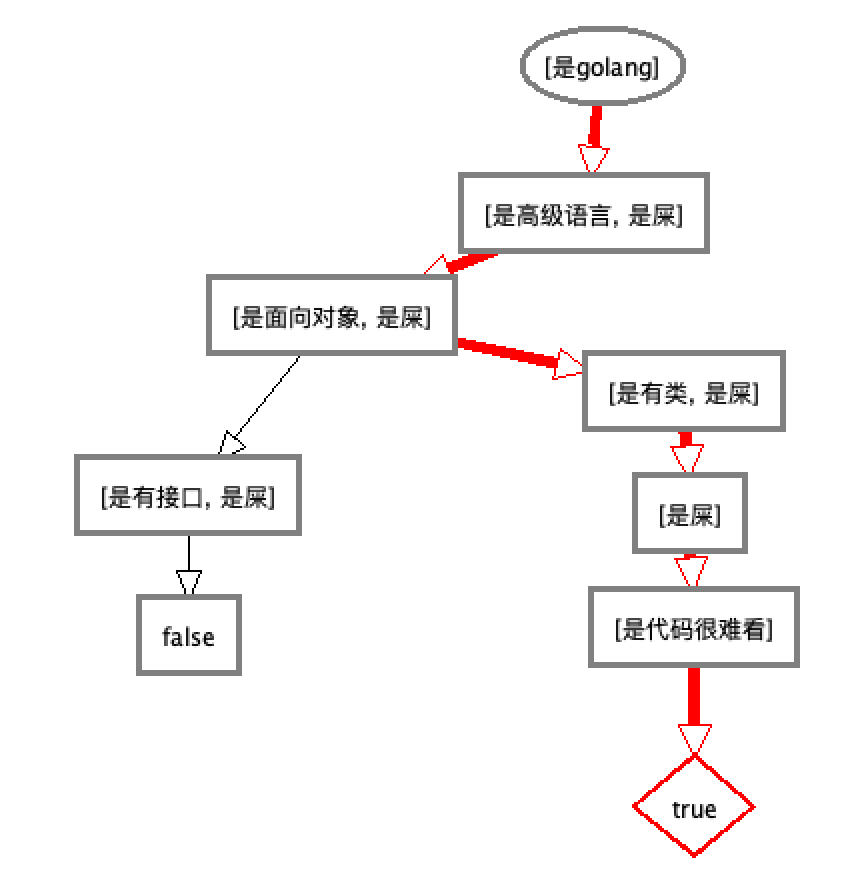 [是golang]
[是高级语言, 是屎]
[是面向对象, 是屎]
[是有类, 是屎]
[是有接口, 是屎]
[是屎]
false
[是代码很难看]
true